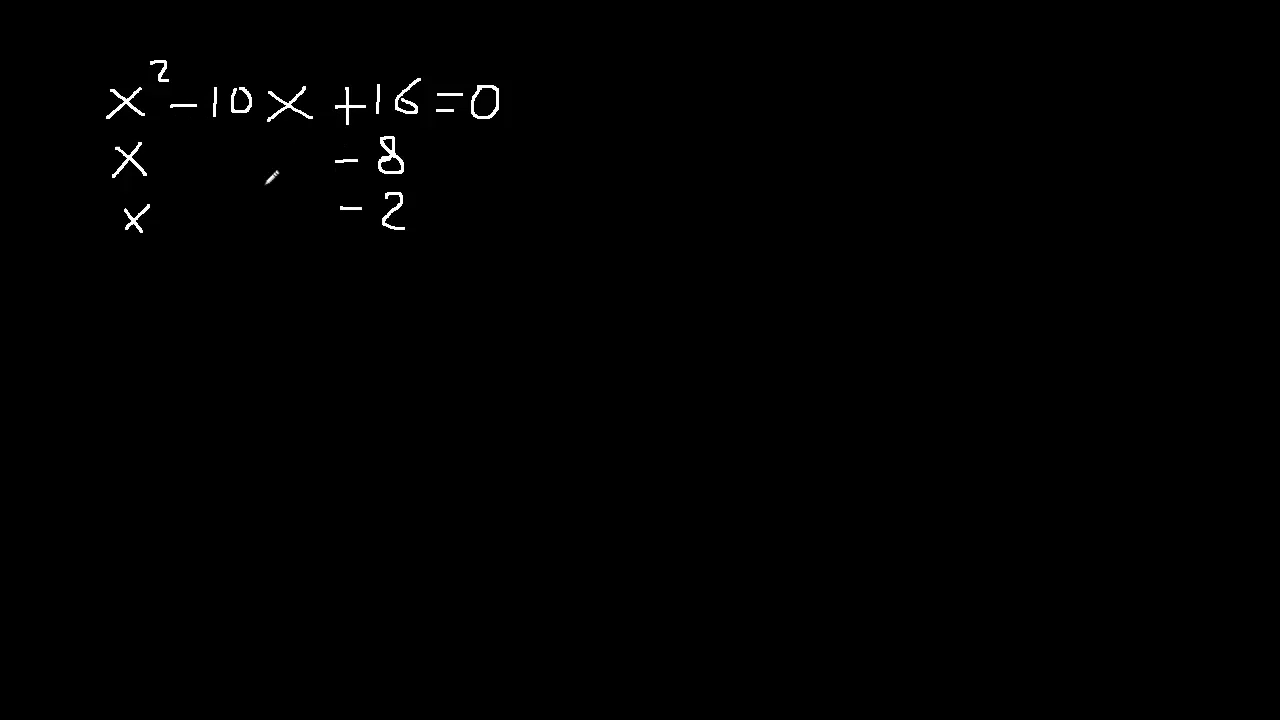 x² - 10x + 16 = 0
x - 8
x - 2